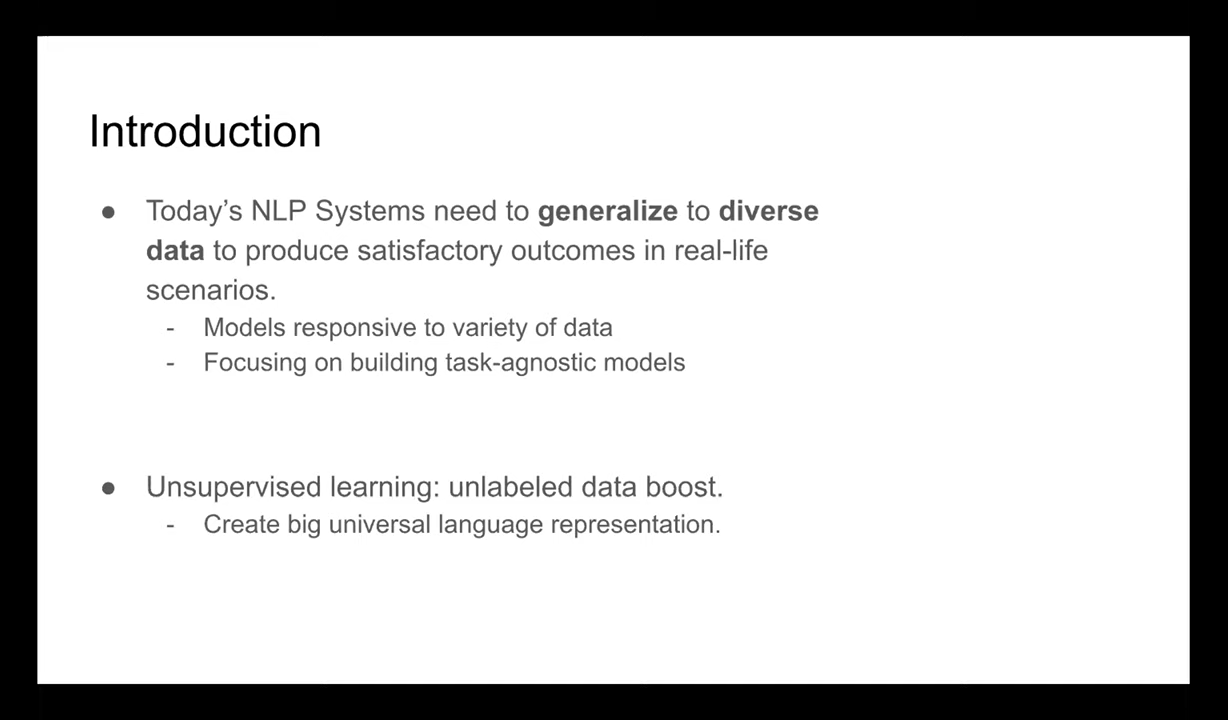 Introduction
● Today’s NLP Systems need to generalize to diverse
data to produce satisfactory outcomes in real-life
scenarios.
- Models responsive to variety of data
- Focusing on building task-agnostic models
● Unsupervised learning: unlabeled data boost.
- Create big universal language representation.